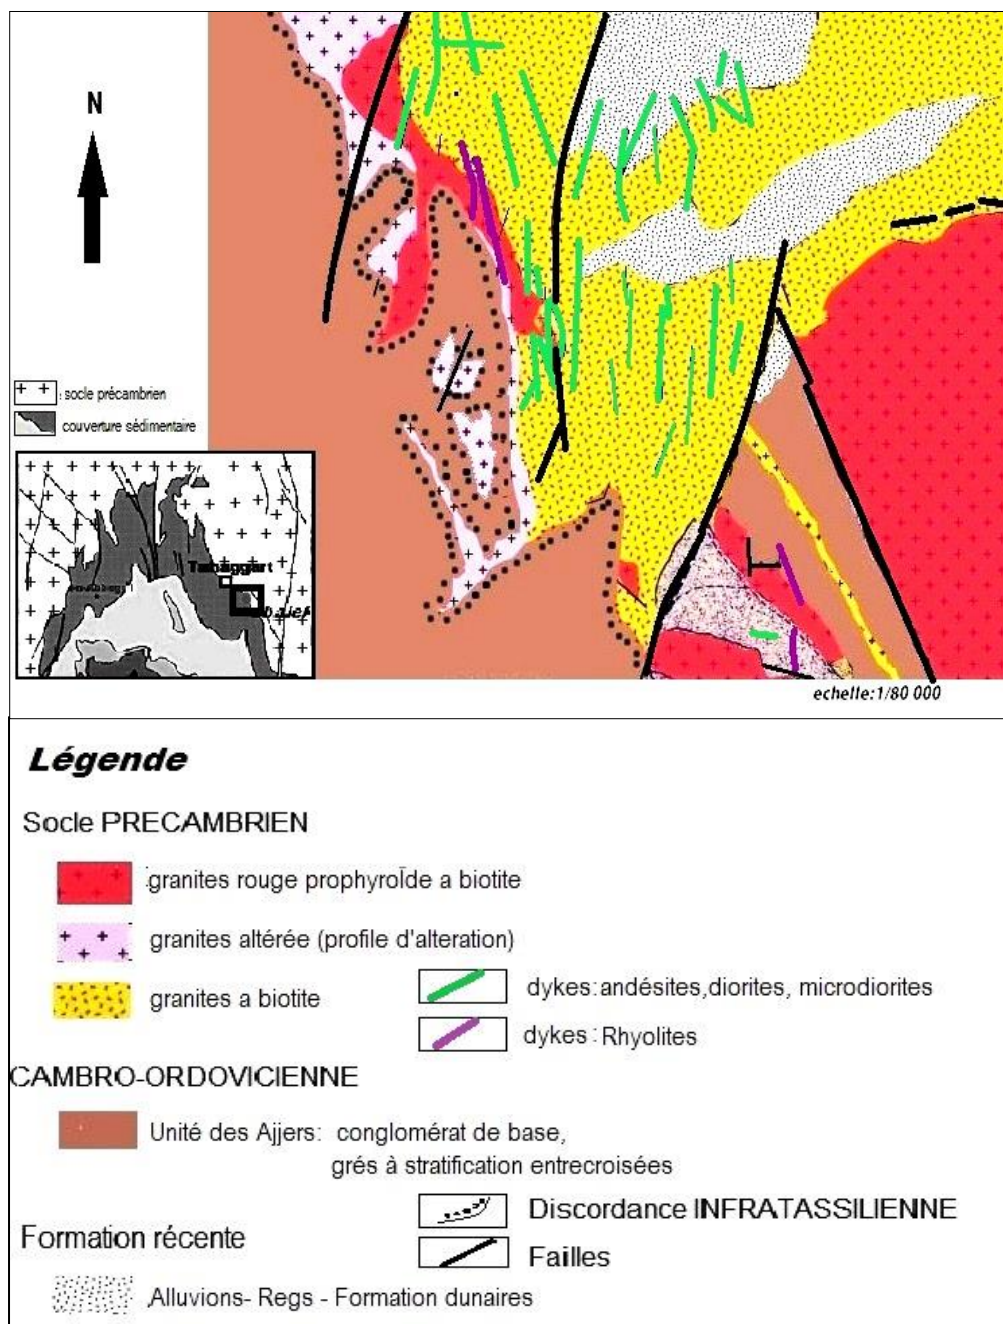 N
: socle précambrien
couverture sédimentaire
echelle:1/80 000
Légende
Socle PRECAMBRIEN
granites rouge prophyroÏde a biotite
granites altérée (profile d'alteration)
granites a biotite
dykes: andésites,diorites, microdiorites
dykes : Rhyolites
CAMBRO-ORDOVICIENNE
Unité des Ajjers: conglomérat de base,
grés à stratification entrecroisées
Discordance INFRATASSILIENNE
Formation récente
Failles
Alluvions- Regs - Formation dunaires